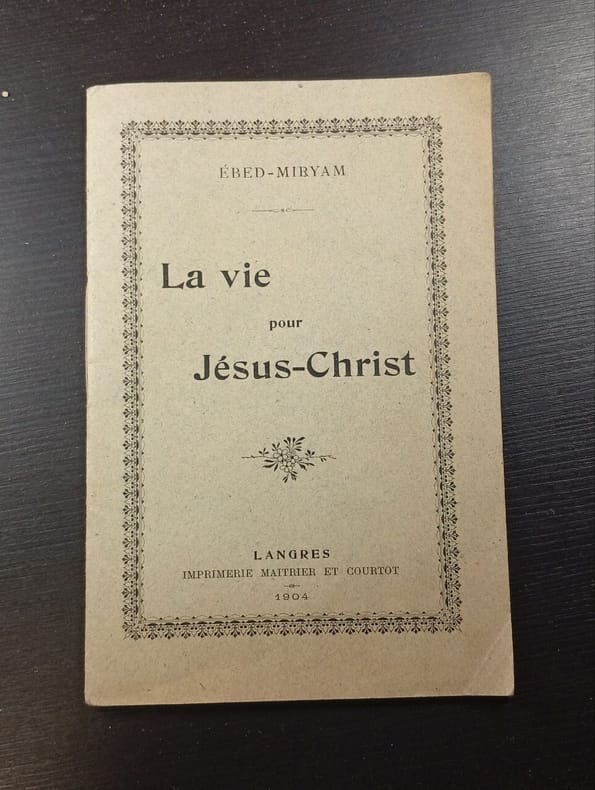 ÉBED-MIRYAM
La vie
pour
Jésus-Christ
LANGRES
IMPRIMERIE MAITRIER ET COURTOT
1904